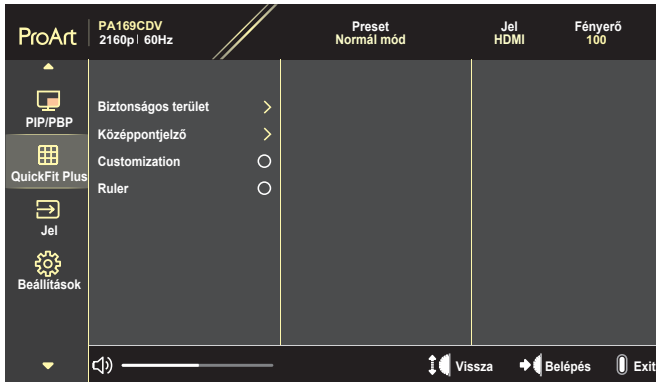 ProArt
PA169CDV
2160p 60Hz
Preset
Normál mód
Jel
HDMI
Fényerő
100
PIP/PBP
QuickFit Plus
Jel
Beállítások
Biztonságos terület
Középpontjelző
Customization
Ruler
Vissza
Belépés
Exit